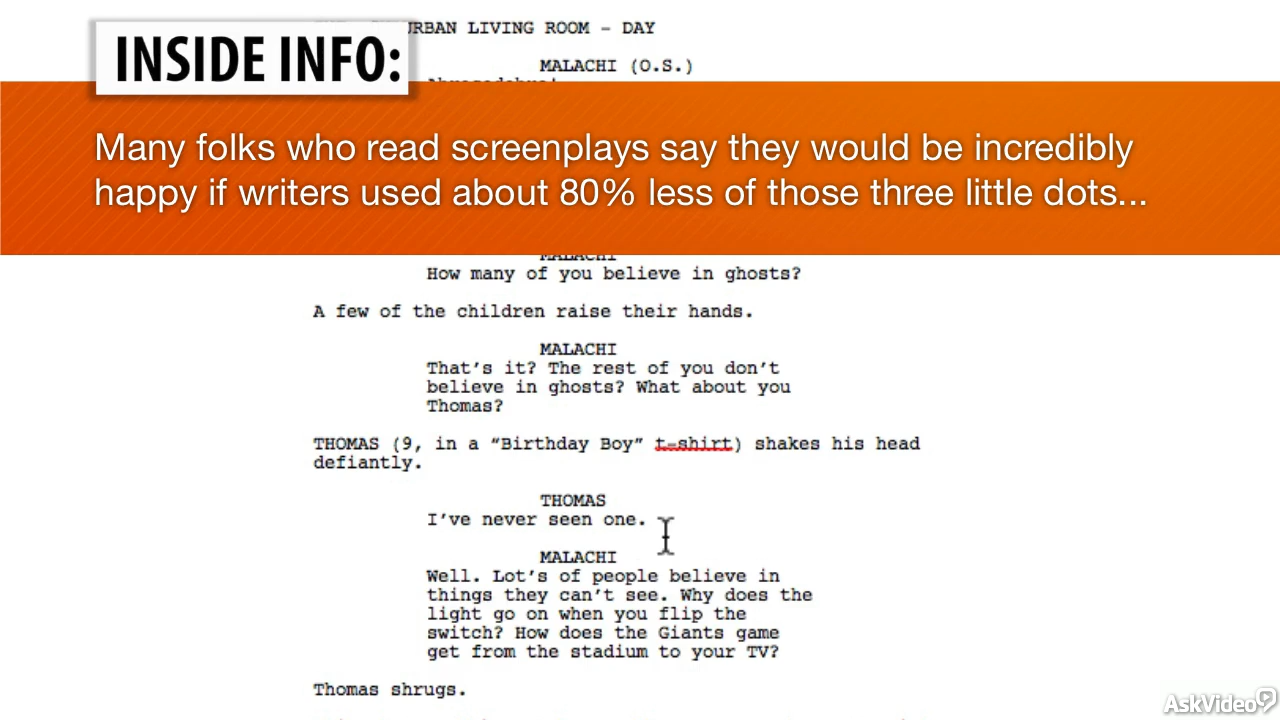 URBAN LIVING ROOM – DAY
INSIDE INFO:
MALACHI (O.S.)
Many folks who read screenplays say they would be incredibly
happy if writers used about 80% less of those three little dots...
MALACHI
How many of you believe in ghosts?
A few of the children raise their hands.
MALACHI
That’s it? The rest of you don’t
believe in ghosts? What about you
Thomas?
THOMAS (9, in a “Birthday Boy” t-shirt) shakes his head
defiantly.
THOMAS
I’ve never seen one.
MALACHI
Well. Lot’s of people believe in
things they can’t see. Why does the
light go on when you flip the
switch? How does the Giants game
get from the stadium to your TV?
Thomas shrugs.
AskVideo